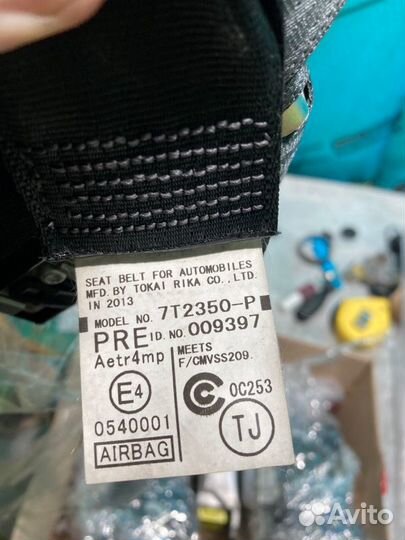 SEAT BELT FOR AUTOMOBILES
MFD. BY TOKAI RIKA CO., LTD.
IN 2013
MODEL NO. 7T2350-P
PRE ID.NO. 009397
Aetr4mp
MEETS
F/CMVSS209.
E4
0C253
0540001
TJ
AIRBAG
Avito